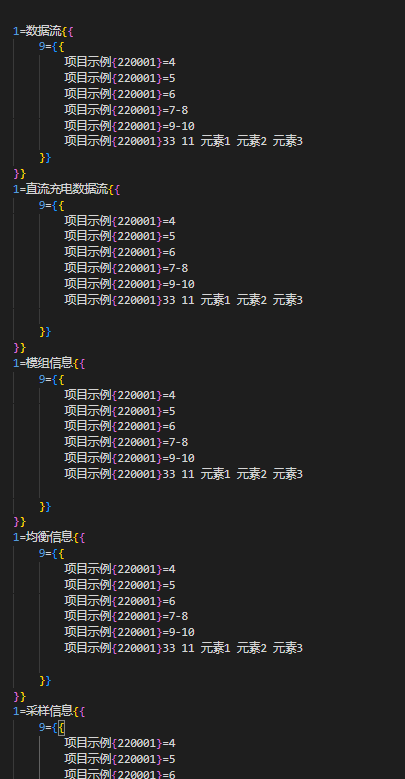 1=数据流{{
9={{
项目示例{220001}=4
项目示例{220001}=5
项目示例{220001}=6
项目示例{220001}=7-8
项目示例{220001}=9-10
项目示例{220001}33 11 元素1 元素2 元素3
}}
}}
1=直流充电数据流{{
9={{
项目示例{220001}=4
项目示例{220001}=5
项目示例{220001}=6
项目示例{220001}=7-8
项目示例{220001}=9-10
项目示例{220001}33 11 元素1 元素2 元素3
}}
}}
1=模组信息{{
9={{
项目示例{220001}=4
项目示例{220001}=5
项目示例{220001}=6
项目示例{220001}=7-8
项目示例{220001}=9-10
项目示例{220001}33 11 元素1 元素2 元素3
}}
}}
1=均衡信息{{
9={{
项目示例{220001}=4
项目示例{220001}=5
项目示例{220001}=6
项目示例{220001}=7-8
项目示例{220001}=9-10
项目示例{220001}33 11 元素1 元素2 元素3
}}
}}
1=采样信息{{
9={{
项目示例{220001}=4
项目示例{220001}=5
项目示例{220001}=6